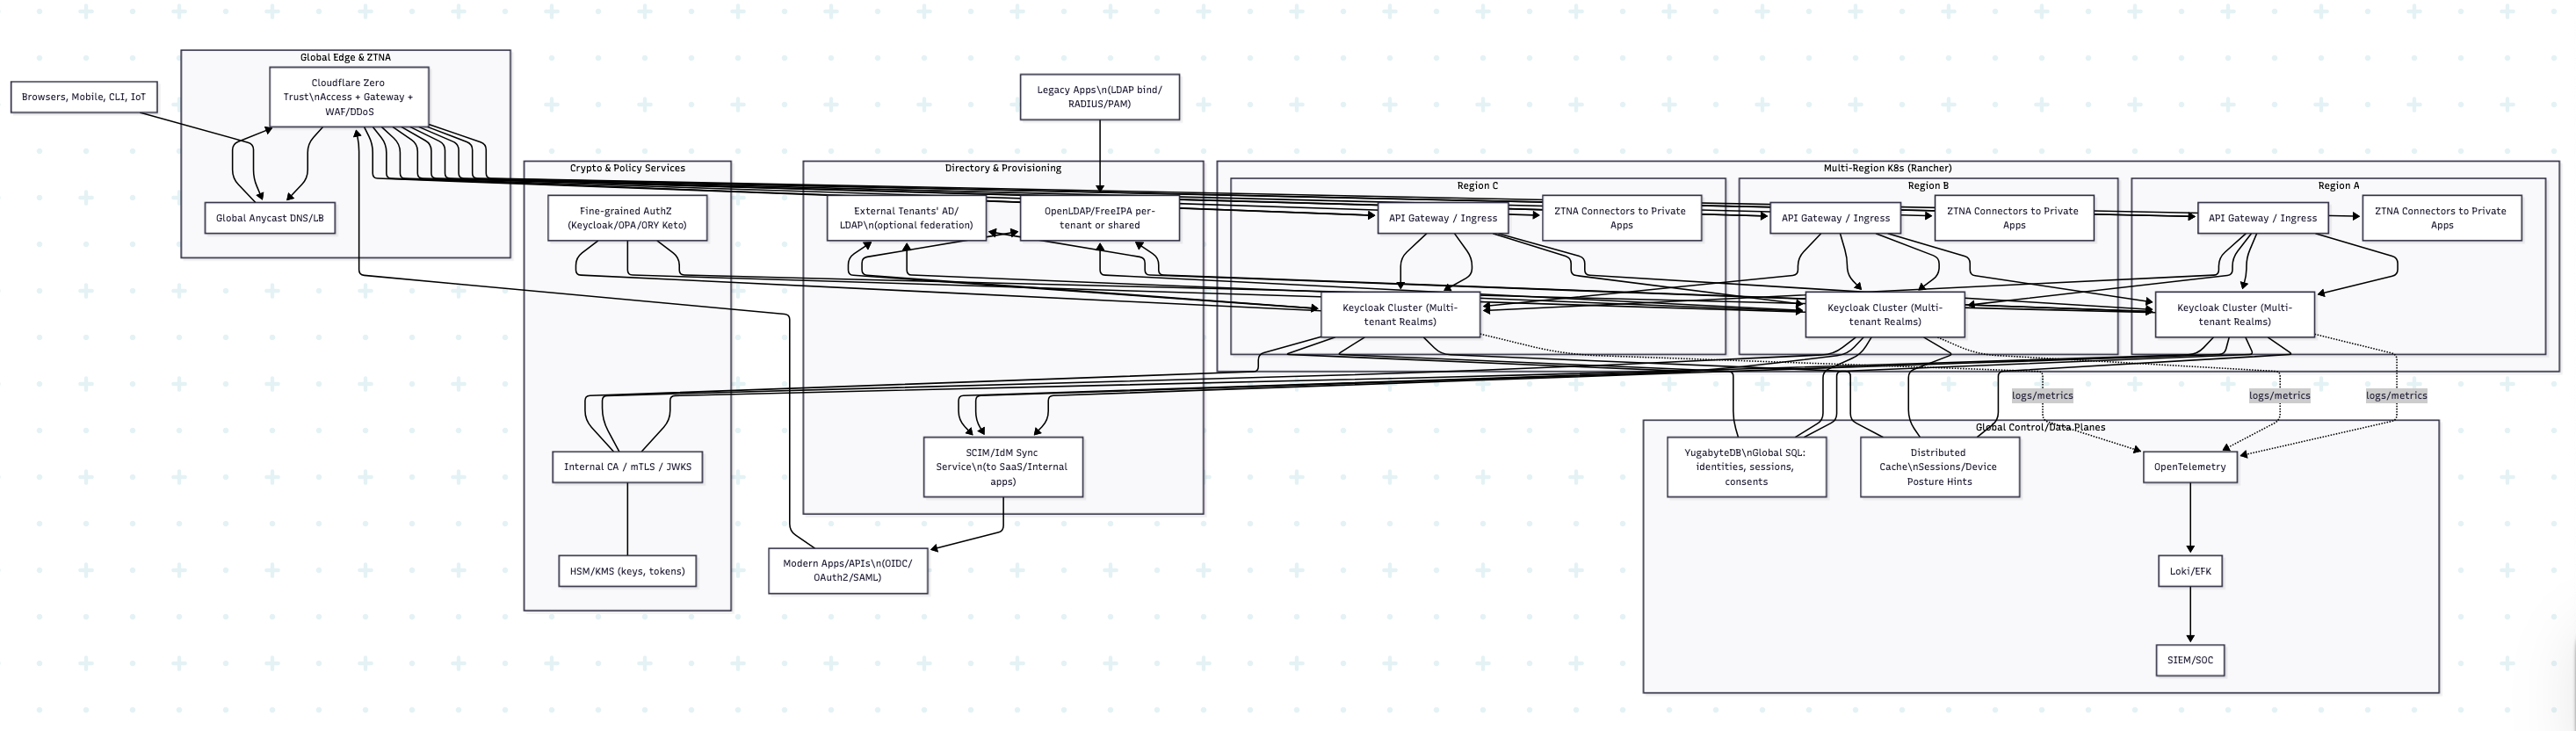 Global Edge & ZTNA
Cloudflare Zero
Trust\nAccess + Gateway +
WAF/DDoS
Browsers, Mobile, CLI, IoT
Global Anycast DNS/LB
Legacy Apps\n(LDAP bind/
RADIUS/PAM)
Crypto & Policy Services
Fine-grained AuthZ
(Keycloak/OPA/ORY Keto)
Internal CA / mTLS / JWKS
HSM/KMS (keys, tokens)
Directory & Provisioning
External Tenants' AD/
LDAP\n(optional federation)
OpenLDAP/FreeIPA per-
tenant or shared
SCIM/IdM Sync
Service\n(to SaaS/Internal
apps)
Modern Apps/APIs\n(OIDC/
OAuth2/SAML)
Multi-Region K8s (Rancher)
Region C
API Gateway / Ingress
ZTNA Connectors to Private
Apps
Keycloak Cluster (Multi-
tenant Realms)
Region B
API Gateway / Ingress
ZTNA Connectors to Private
Apps
Keycloak Cluster (Multi-
tenant Realms)
Region A
API Gateway / Ingress
ZTNA Connectors to Private
Apps
Keycloak Cluster (Multi-
tenant Realms)
logs/metrics
logs/metrics
logs/metrics
Global Control/Data Planes
YugabyteDB\nGlobal SQL:
identities, sessions,
consents
Distributed
Cache\nSessions/Device
Posture Hints
OpenTelemetry
Loki/EFK
SIEM/SOC